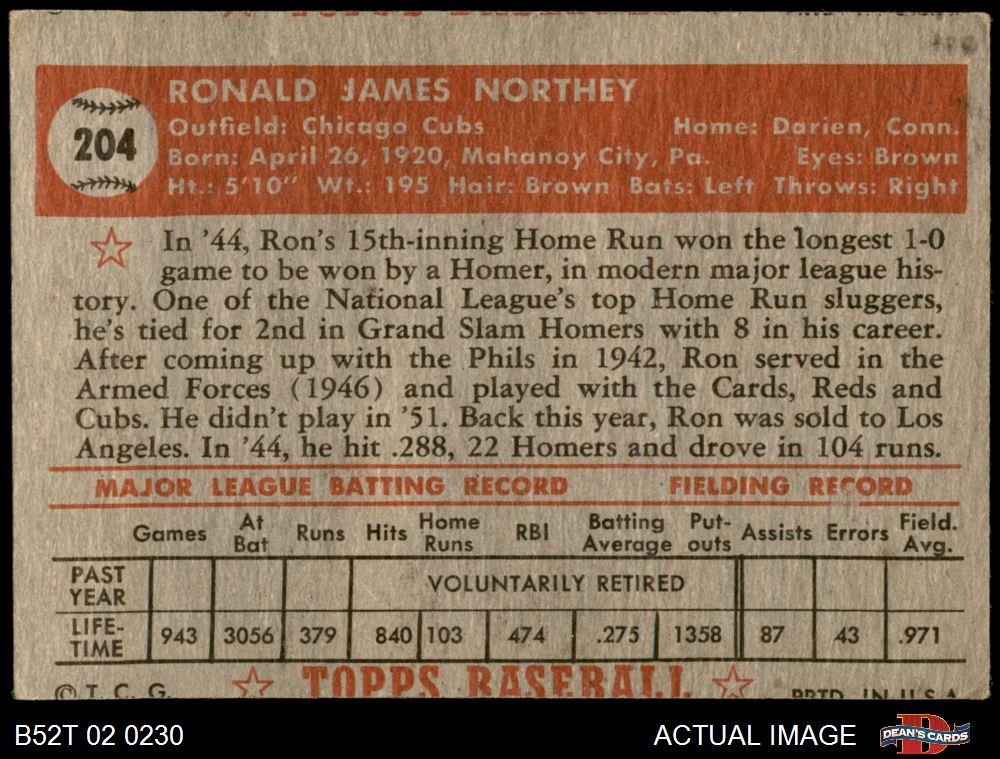 RONALD JAMES NORTHEY
204
Outfield: Chicago Cubs Home: Darien, Conn.
Born: April 26, 1920, Mahanoy City, Pa. Eyes: Brown
Ht.: 5'10" Wt.: 195 Hair: Brown Bats: Left Throws: Right
In '44, Ron's 15th-inning Home Run won the longest 1-0
game to be won by a Homer, in modern major league his-
tory. One of the National League's top Home Run sluggers,
he's tied for 2nd in Grand Slam Homers with 8 in his career.
After coming up with the Phils in 1942, Ron served in the
Armed Forces (1946) and played with the Cards, Reds and
Cubs. He didn't play in '51. Back this year, Ron was sold to Los
Angeles. In '44, he hit .288, 22 Homers and drove in 104 runs.
MAJOR LEAGUE BATTING RECORD FIELDING RECORD
Games At Bat Runs Hits Home Runs RBI Batting Average Put-outs Assists Errors Field. Avg.
PAST YEAR VOLUNTARILY RETIRED
LIFE-TIME 943 3056 379 840 103 474 .275 1358 87 43 .971
© T. C. G. TOPPS BASEBALL PRTD. IN U.S.A.
B52T 02 0230 ACTUAL IMAGE DEAN'S CARDS